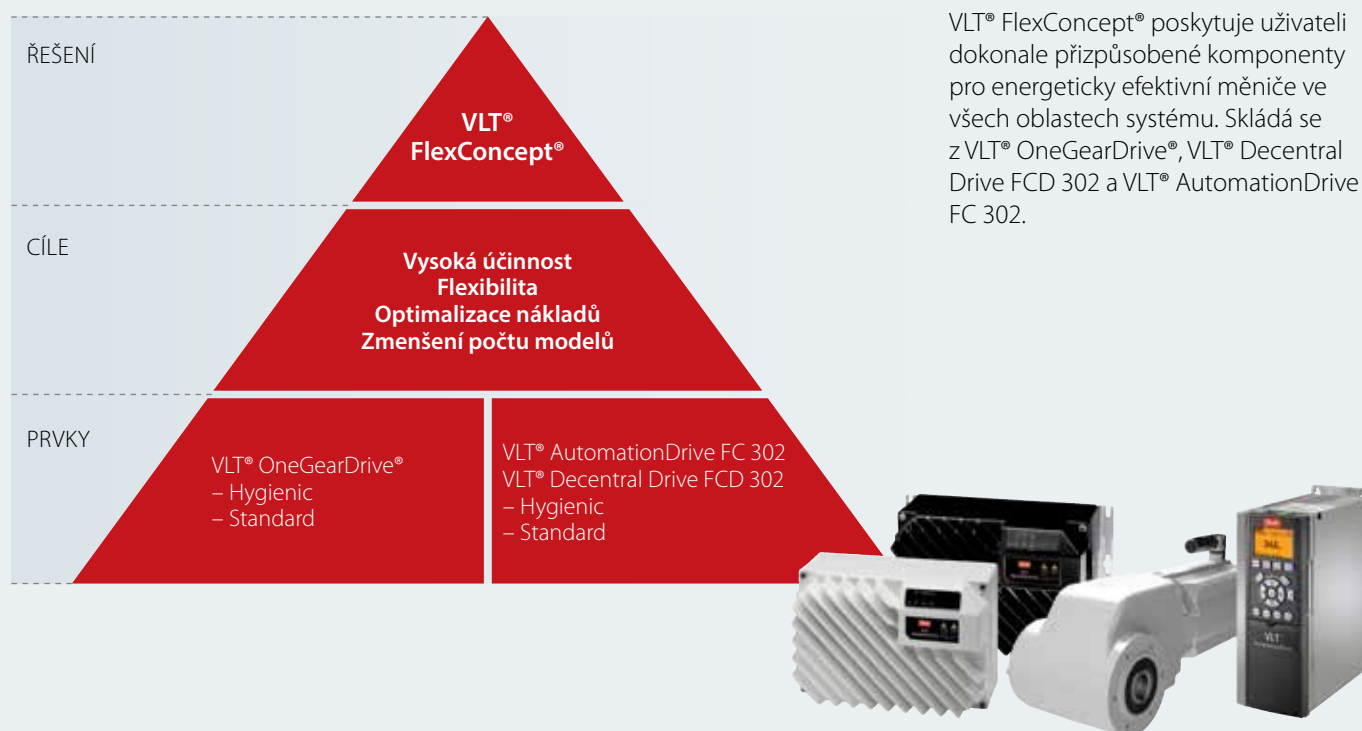 ŘEŠENÍ
VLT®
FlexConcept®
CÍLE
Vysoká účinnost
Flexibilita
Optimalizace nákladů
Zmenšení počtu modelů
PRVKY
VLT® OneGearDrive®
– Hygienic
– Standard
VLT® AutomationDrive FC 302
VLT® Decentral Drive FCD 302
– Hygienic
– Standard
VLT® FlexConcept® poskytuje uživateli
dokonale přizpůsobené komponenty
pro energeticky efektivní měniče ve
všech oblastech systému. Skládá se
z VLT® OneGearDrive®, VLT® Decentral
Drive FCD 302 a VLT® AutomationDrive
FC 302.
VLT